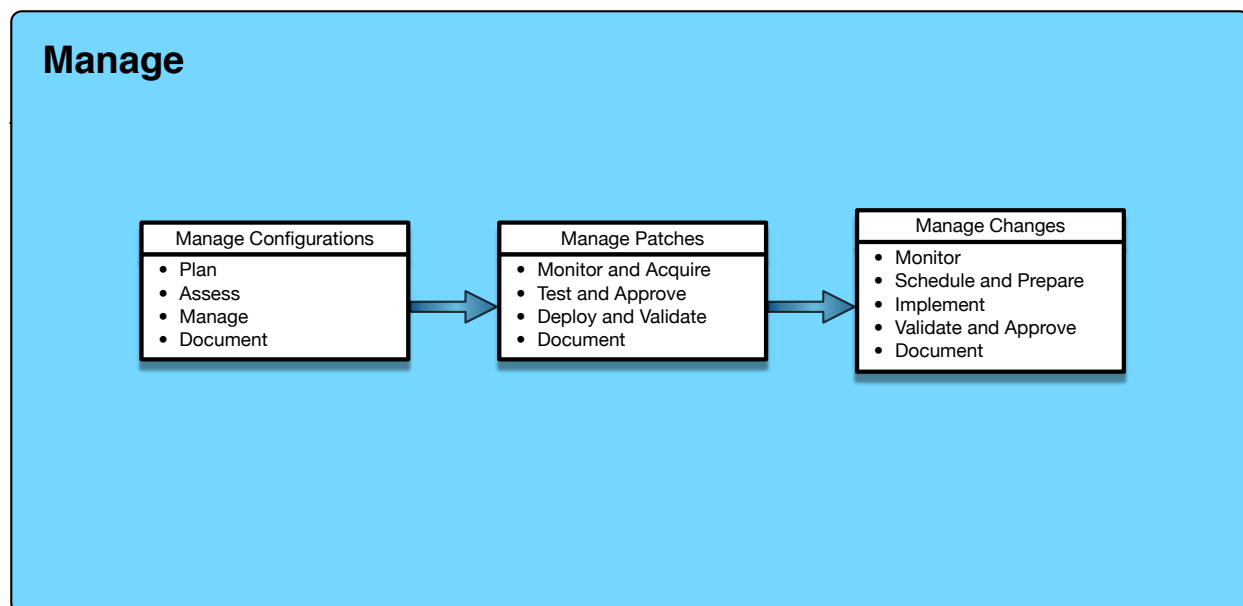 Manage
Manage Configurations
• Plan
• Assess
• Manage
• Document
Manage Patches
• Monitor and Acquire
• Test and Approve
• Deploy and Validate
• Document
Manage Changes
• Monitor
• Schedule and Prepare
• Implement
• Validate and Approve
• Document